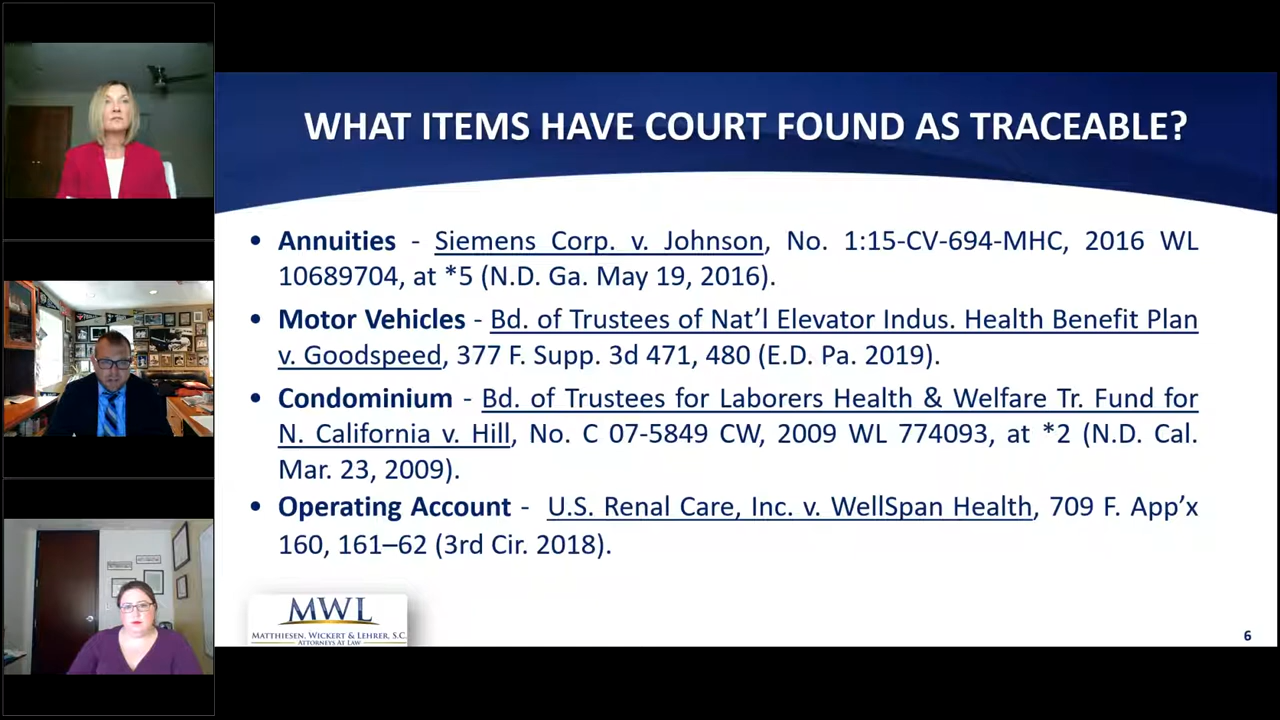 WHAT ITEMS HAVE COURT FOUND AS TRACEABLE?
• Annuities - Siemens Corp. v. Johnson, No. 1:15-CV-694-MHC, 2016 WL
10689704, at *5 (N.D. Ga. May 19, 2016).
• Motor Vehicles - Bd. of Trustees of Nat’l Elevator Indus. Health Benefit Plan
v. Goodspeed, 377 F. Supp. 3d 471, 480 (E.D. Pa. 2019).
• Condominium - Bd. of Trustees for Laborers Health & Welfare Tr. Fund for
N. California v. Hill, No. C 07-5849 CW, 2009 WL 774093, at *2 (N.D. Cal.
Mar. 23, 2009).
• Operating Account - U.S. Renal Care, Inc. v. WellSpan Health, 709 F. App’x
160, 161–62 (3rd Cir. 2018).
MWL
MATTHIESEN, WICKERT & LEHRER, S.C.
ATTORNEYS AT LAW
6